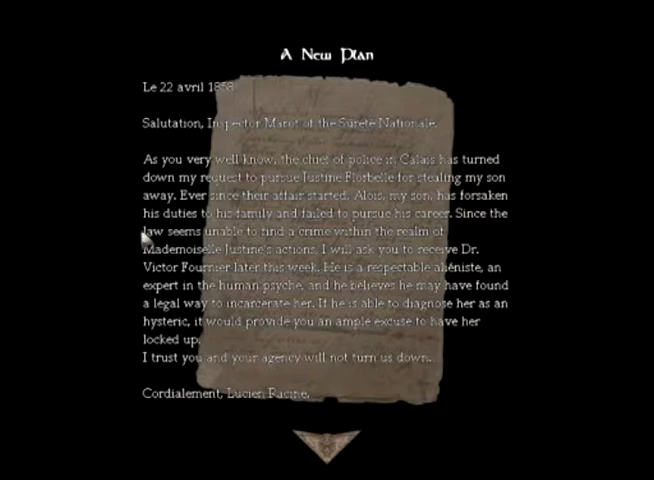 A New Plan
Le 22 avril 1858
Salutation, Inspector Marot of the Sûreté Nationale.
As you very well know, the chief of police in Calais has turned
down my request to pursue Justine Florbelle for stealing my son
away. Ever since their affair started, Alois, my son, has forsaken
his duties to his family and failed to pursue his career. Since the
law seems unable to find a crime within the realm of
Mademoiselle Justine's actions, I will ask you to receive Dr.
Victor Fournier later this week. He is a respectable aliéniste, an
expert in the human psyche, and he believes he may have found
a legal way to incarcerate her. If he is able to diagnose her as an
hysteric, it would provide you an ample excuse to have her
locked up.
I trust you and your agency will not turn us down.
Cordialement, Lucien Racine.